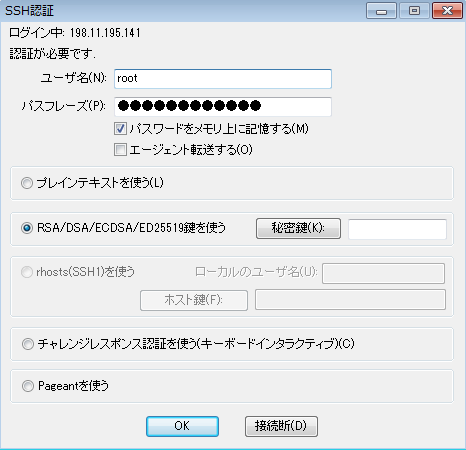 SSH認証
ログイン中: 198.11.195.141
認証が必要です.
ユーザ名(N): root
パスフレーズ(P): ●●●●●●●●●●●●
パスワードをメモリ上に記憶する(M)
エージェント転送する(O)
プレインテキストを使う(L)
RSA/DSA/ECDSA/ED25519鍵を使う 秘密鍵(K):
rhosts(SSH1)を使う ローカルのユーザ名(U):
ホスト鍵(F):
チャレンジレスポンス認証を使う(キーボードインタラクティブ)(C)
Pageantを使う
OK 接続断(D)